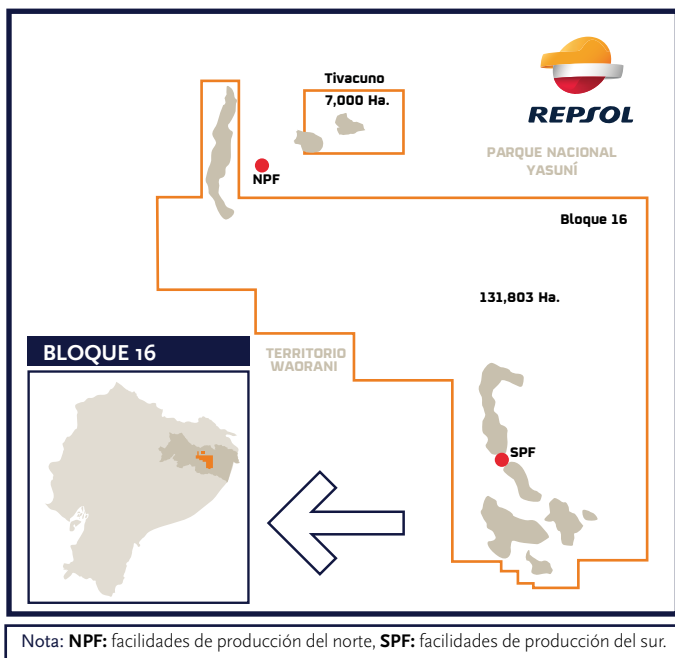 Tivacuno
7,000 Ha.
REPSOL
PARQUE NACIONAL
YASUNÍ
NPF
Bloque 16
131,803 Ha.
BLOQUE 16
TERRITORIO
WAORANI
SPF
Nota: NPF: facilidades de producción del norte, SPF: facilidades de producción del sur.